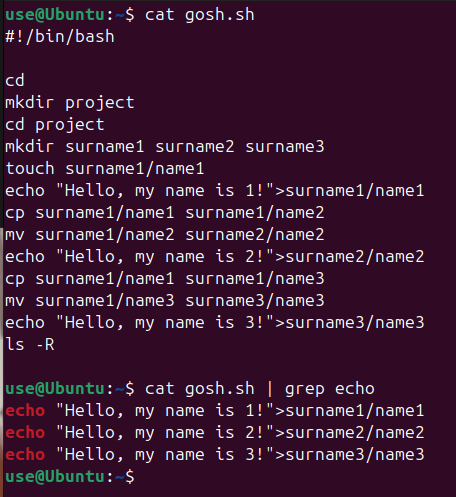 use@Ubuntu:~$ cat gosh.sh
#!/bin/bash
cd
mkdir project
cd project
mkdir surname1 surname2 surname3
touch surname1/name1
echo "Hello, my name is 1!">surname1/name1
cp surname1/name1 surname1/name2
mv surname1/name2 surname2/name2
echo "Hello, my name is 2!">surname2/name2
cp surname1/name1 surname1/name3
mv surname1/name3 surname3/name3
echo "Hello, my name is 3!">surname3/name3
ls -R
use@Ubuntu:~$ cat gosh.sh | grep echo
echo "Hello, my name is 1!">surname1/name1
echo "Hello, my name is 2!">surname2/name2
echo "Hello, my name is 3!">surname3/name3
use@Ubuntu:~$